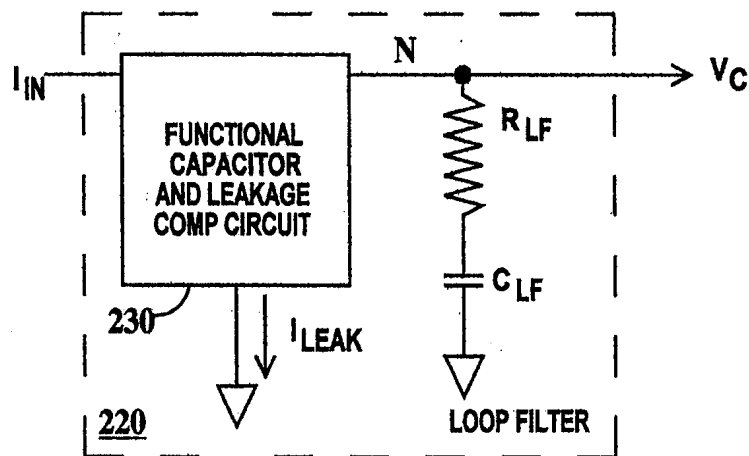 I_IN
N
V_C
R_LF
FUNCTIONAL
CAPACITOR
AND LEAKAGE
COMP CIRCUIT
C_LF
230
I_LEAK
220
LOOP FILTER